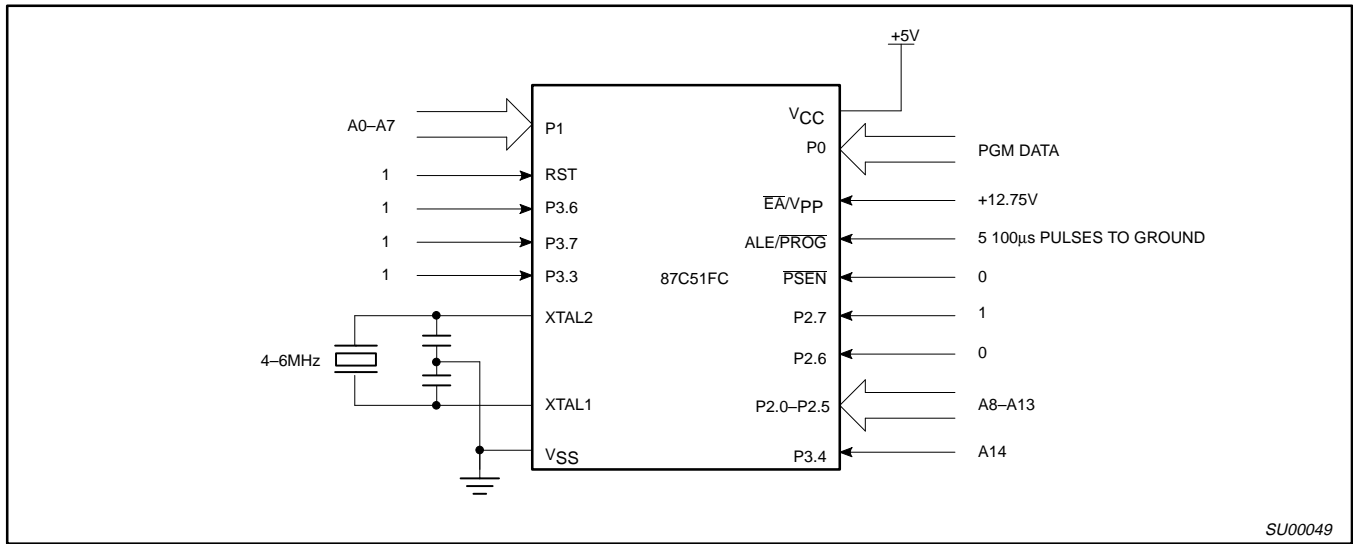 +5V
A0–A7
P1
VCC
P0
PGM DATA
1
RST
1
P3.6
EA/VPP
+12.75V
1
P3.7
ALE/PROG
5 100µs PULSES TO GROUND
1
P3.3
87C51FC
PSEN
0
XTAL2
P2.7
1
4–6MHz
P2.6
0
XTAL1
P2.0–P2.5
A8–A13
VSS
P3.4
A14
SU00049